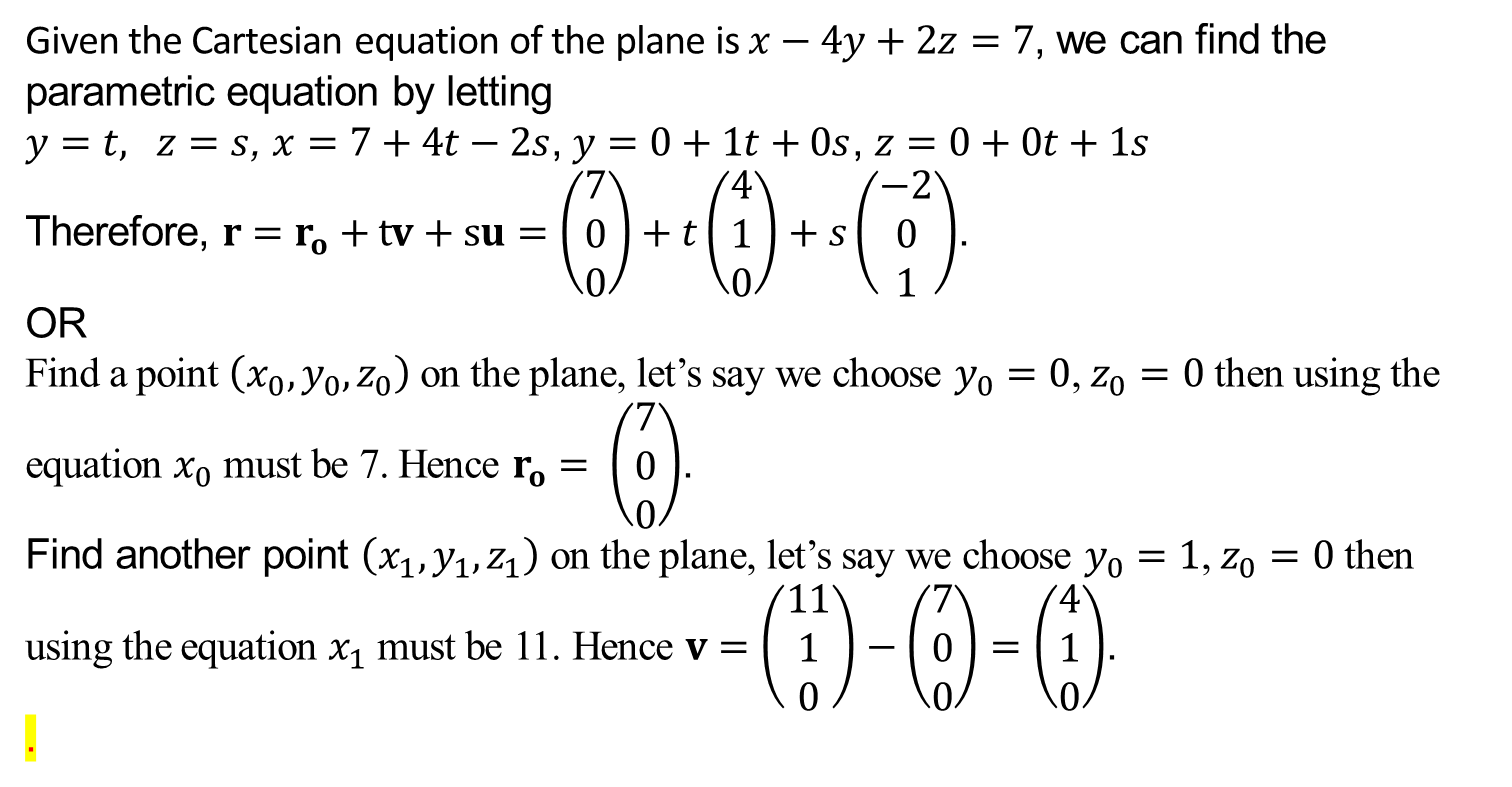 Given the Cartesian equation of the plane is x − 4y + 2z = 7, we can find the
parametric equation by letting
y = t, z = s, x = 7 + 4t − 2s, y = 0 + 1t + 0s, z = 0 + 0t + 1s
Therefore, r = r₀ + tv + su = (7 0 0) + t (4 1 0) + s (−2 0 1).
OR
Find a point (x₀, y₀, z₀) on the plane, let’s say we choose y₀ = 0, z₀ = 0 then using the
equation x₀ must be 7. Hence r₀ = (7 0 0).
Find another point (x₁, y₁, z₁) on the plane, let’s say we choose y₀ = 1, z₀ = 0 then
using the equation x₁ must be 11. Hence v = (11 1 0) − (7 0 0) = (4 1 0).
.